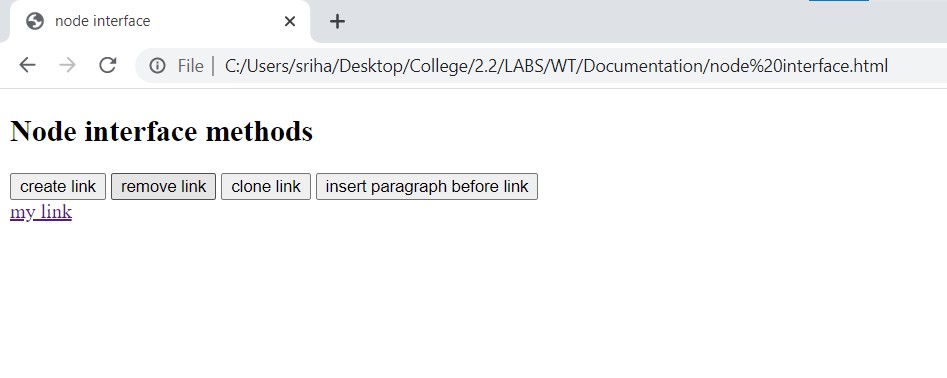 node interface
File | C:/Users/sriha/Desktop/College/2.2/LABS/WT/Documentation/node%20interface.html
Node interface methods
create link remove link clone link insert paragraph before link
my link